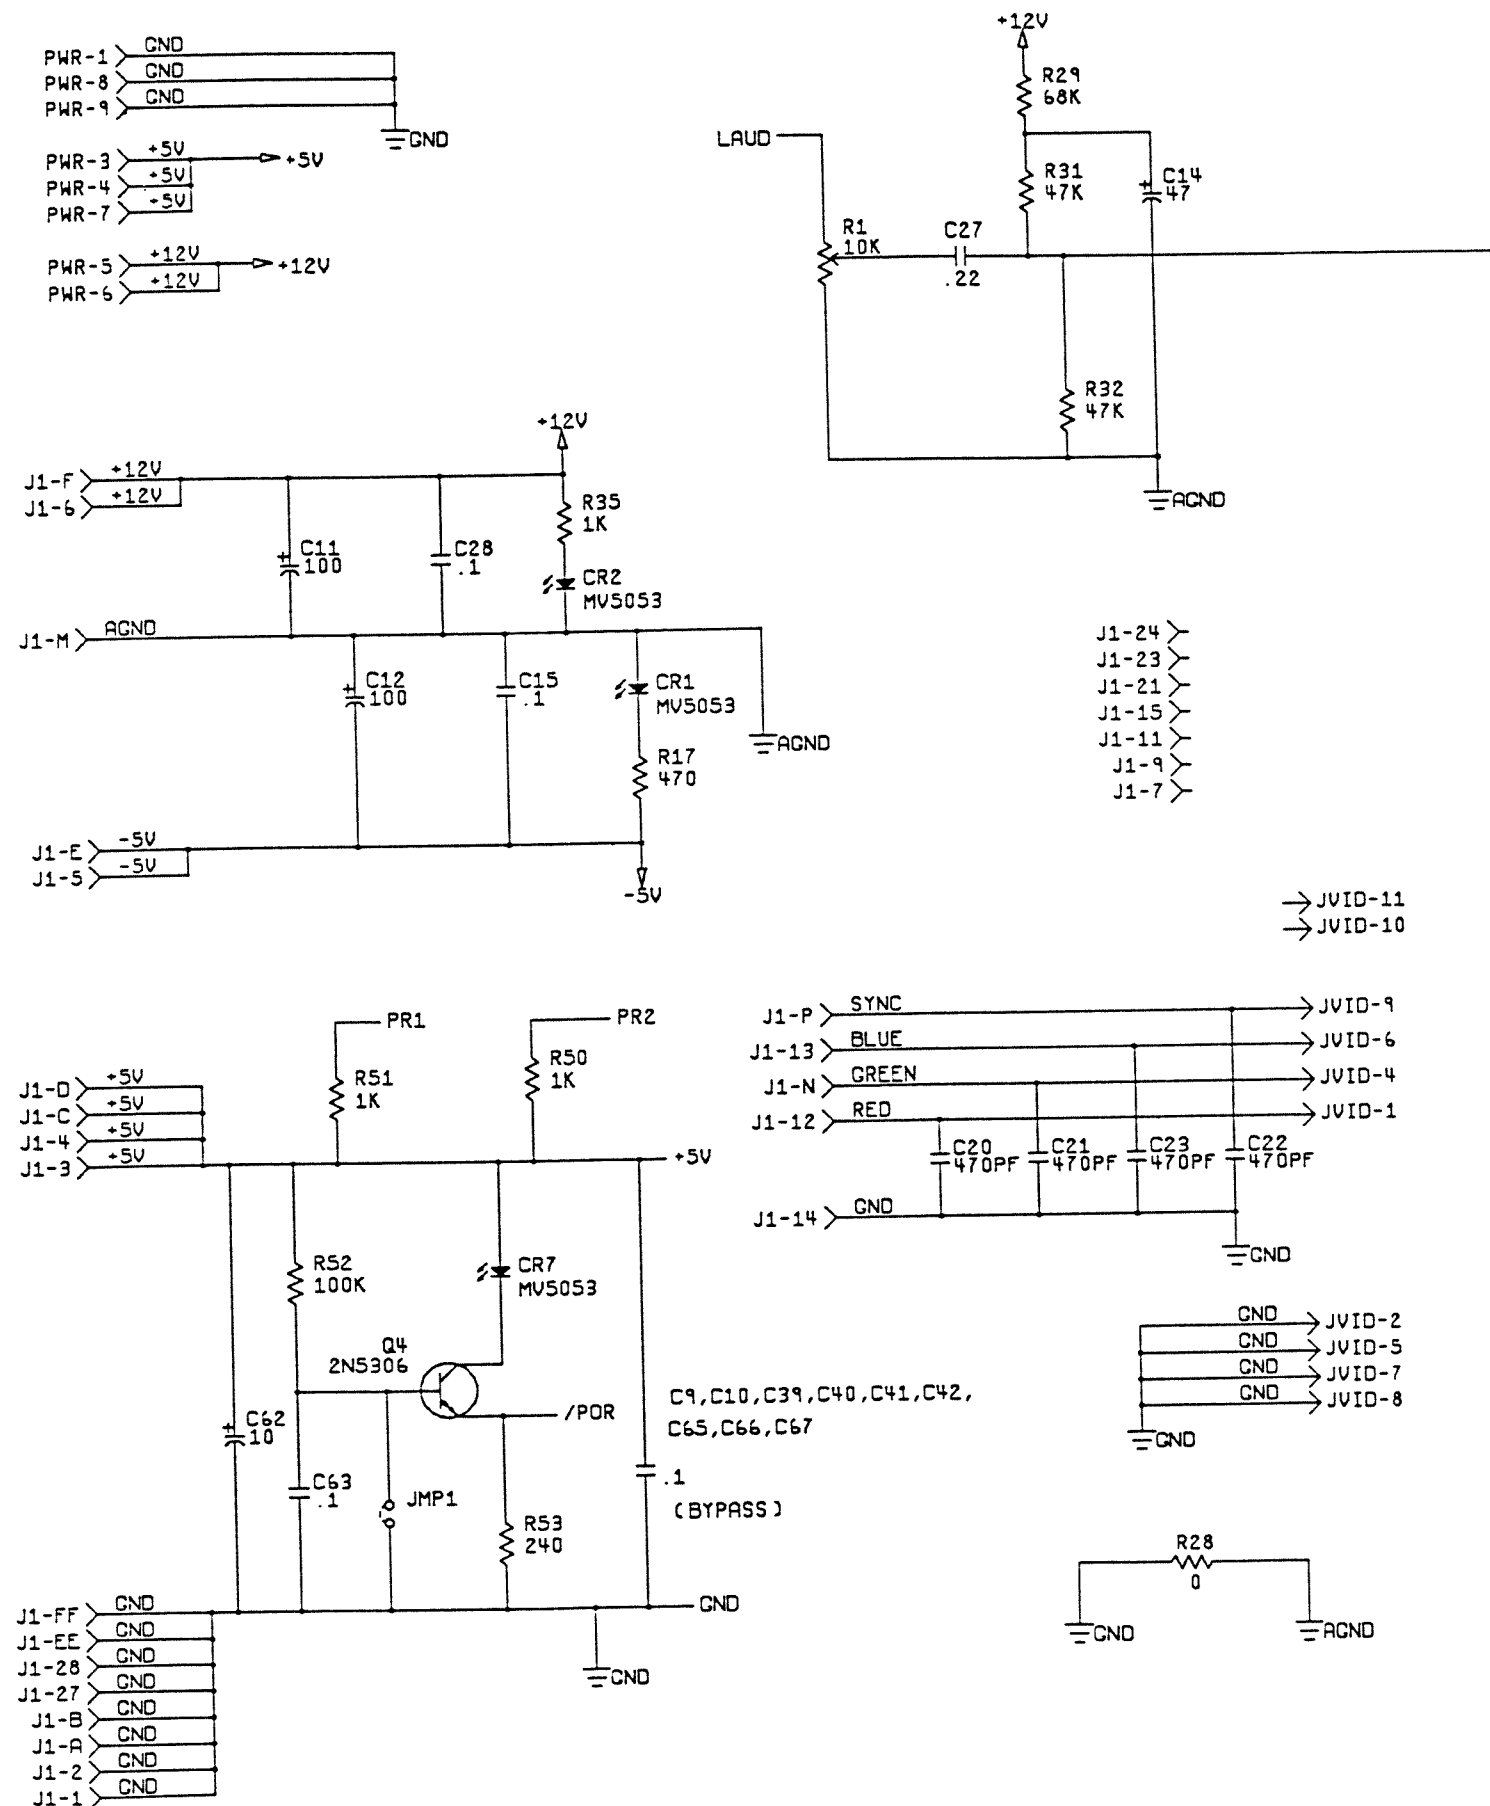 PWR-1 GND
PWR-8 GND
PWR-9 GND
GND
PWR-3 +5V
+5V
PWR-4 +5V
PWR-7 +5V
PWR-5 +12V
+12V
PWR-6 +12V
+12V
R29
68K
LAUD
R31
47K
C14
47
R1
10K
C27
.22
R32
47K
AGND
+12V
J1-F +12V
J1-6 +12V
R35
1K
C11
100
C28
.1
CR2
MV5053
J1-M AGND
C12
100
C15
.1
CR1
MV5053
AGND
R17
470
J1-E -5V
J1-5 -5V
-5V
J1-24
J1-23
J1-21
J1-15
J1-11
J1-9
J1-7
JVID-11
JVID-10
PR1
PR2
R51
1K
R50
1K
J1-D +5V
J1-C +5V
J1-4 +5V
J1-3 +5V
+5V
J1-P SYNC JVID-9
J1-13 BLUE JVID-6
J1-N GREEN JVID-4
J1-12 RED JVID-1
C20
470PF
C21
470PF
C23
470PF
C22
470PF
J1-14 GND
GND
R52
100K
CR7
MV5053
Q4
2N5306
/POR
C62
10
C63
.1
JMP1
R53
240
C9,C10,C39,C40,C41,C42,
C65,C66,C67
.1
(BYPASS)
GND JVID-2
GND JVID-5
GND JVID-7
GND JVID-8
GND
R28
0
GND
AGND
J1-FF GND
GND
J1-EE GND
J1-28 GND
GND
J1-27 GND
J1-B GND
J1-A GND
J1-2 GND
J1-1 GND